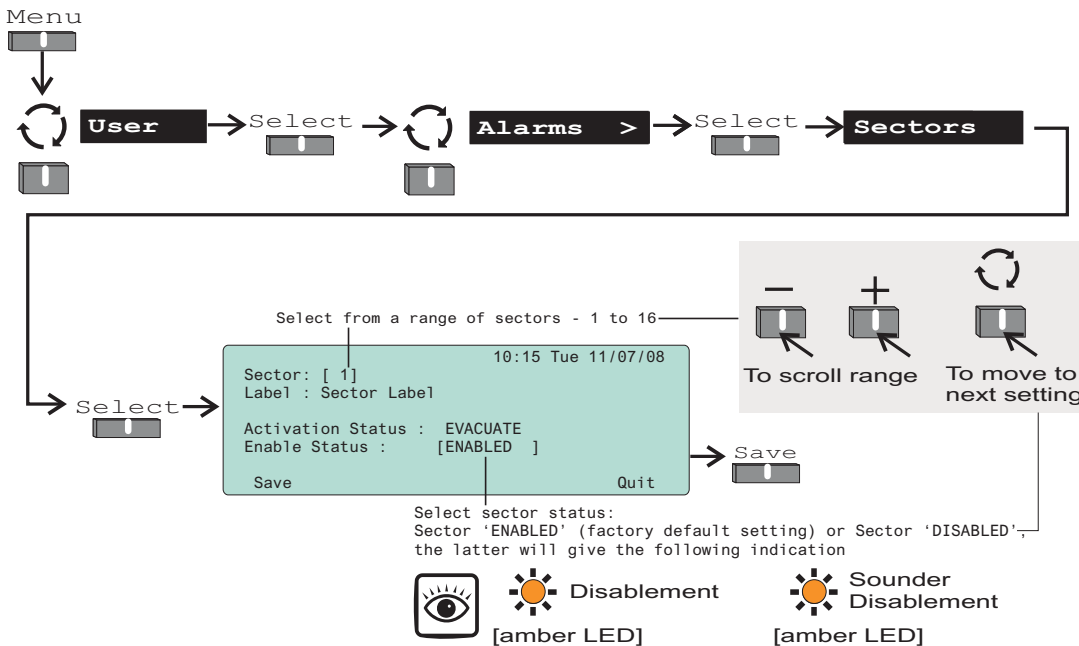 Menu
User
Select
Alarms >
Select
Sectors
Select from a range of sectors - 1 to 16
− +
To scroll range
To move to
next setting
Select
10:15 Tue 11/07/08
Sector: [ 1]
Label : Sector Label
Activation Status : EVACUATE
Enable Status : [ENABLED ]
Save Quit
Save
Select sector status:
Sector ‘ENABLED’ (factory default setting) or Sector ‘DISABLED’,
the latter will give the following indication
Disablement
[amber LED]
Sounder
Disablement
[amber LED]